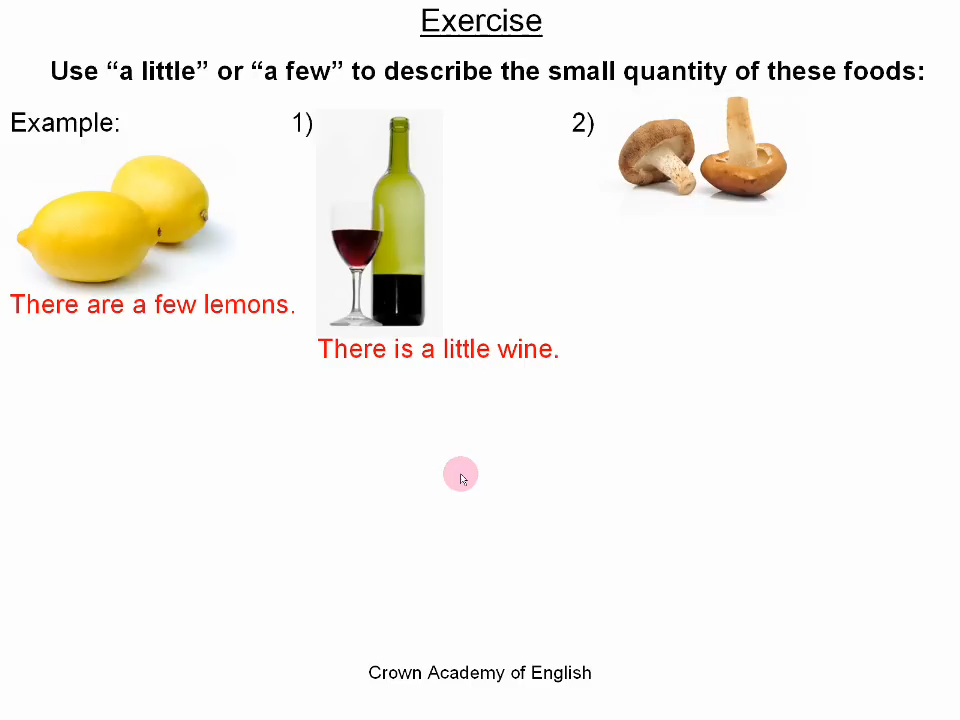 Exercise
Use “a little” or “a few” to describe the small quantity of these foods:
Example:
1)
2)
There are a few lemons.
There is a little wine.
Crown Academy of English